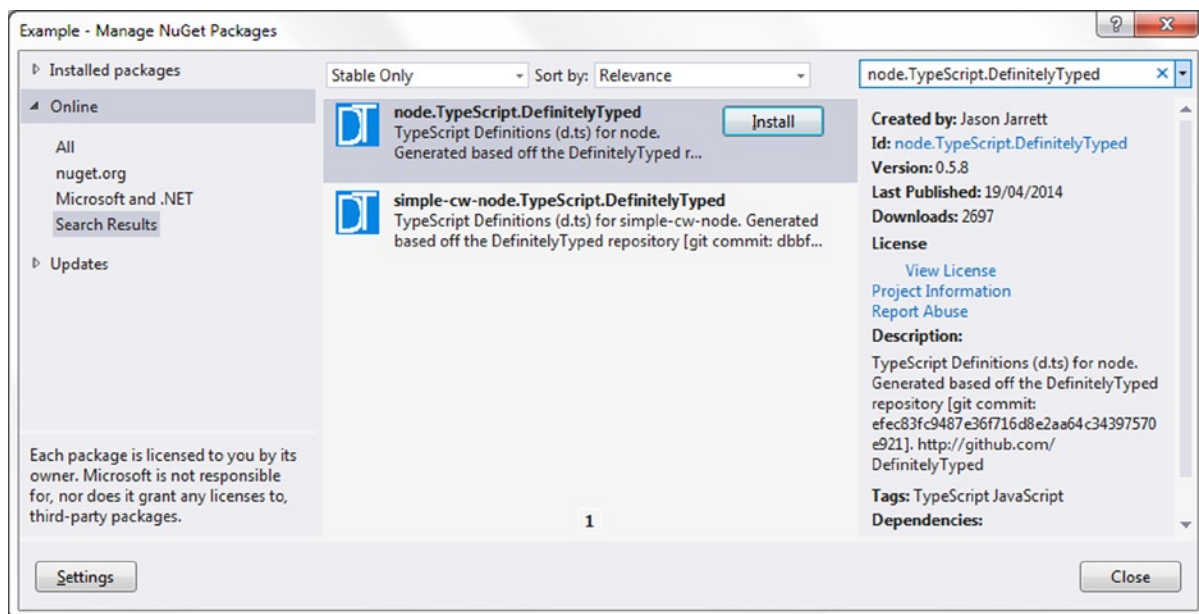 Example - Manage NuGet Packages
Installed packages
Online
All
nuget.org
Microsoft and .NET
Search Results
Updates
Each package is licensed to you by its
owner. Microsoft is not responsible
for, nor does it grant any licenses to,
third-party packages.
Settings
Stable Only
Sort by: Relevance
node.TypeScript.DefinitelyTyped
TypeScript Definitions (d.ts) for node.
Generated based off the DefinitelyTyped r...
Install
simple-cw-node.TypeScript.DefinitelyTyped
TypeScript Definitions (d.ts) for simple-cw-node. Generated
based off the DefinitelyTyped repository [git commit: dbbf...
1
node.TypeScript.DefinitelyTyped
Created by: Jason Jarrett
Id: node.TypeScript.DefinitelyTyped
Version: 0.5.8
Last Published: 19/04/2014
Downloads: 2697
License
View License
Project Information
Report Abuse
Description:
TypeScript Definitions (d.ts) for node.
Generated based off the DefinitelyTyped
repository [git commit:
efec83fc9487e36f716d8e2aa64c34397570
e921]. http://github.com/
DefinitelyTyped
Tags: TypeScript JavaScript
Dependencies:
Close